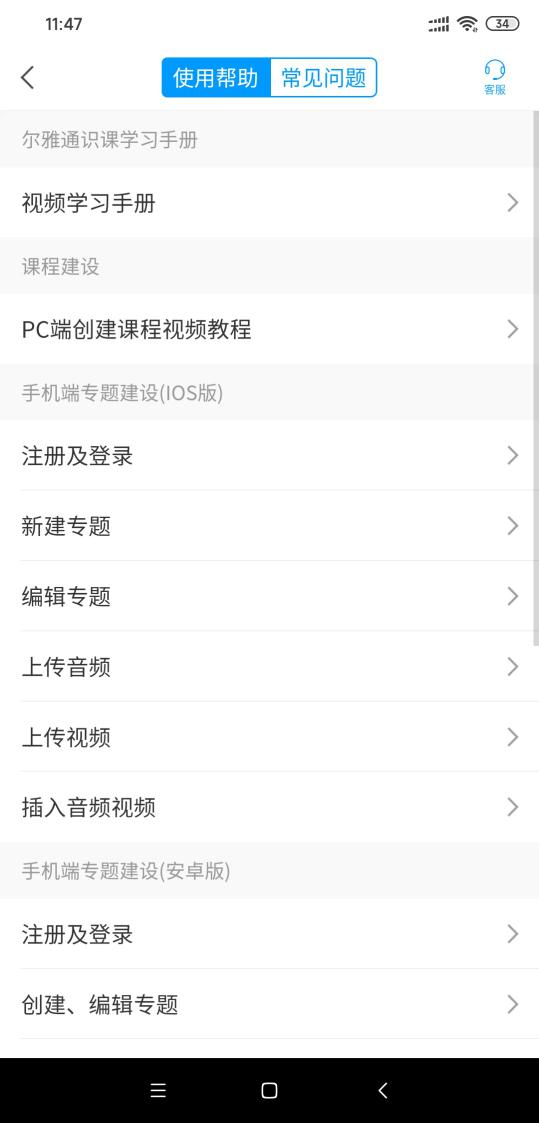 11:47
34
使用帮助 常见问题
客服
尔雅通识课学习手册
视频学习手册
课程建设
PC端创建课程视频教程
手机端专题建设(IOS版)
注册及登录
新建专题
编辑专题
上传音频
上传视频
插入音频视频
手机端专题建设(安卓版)
注册及登录
创建、编辑专题